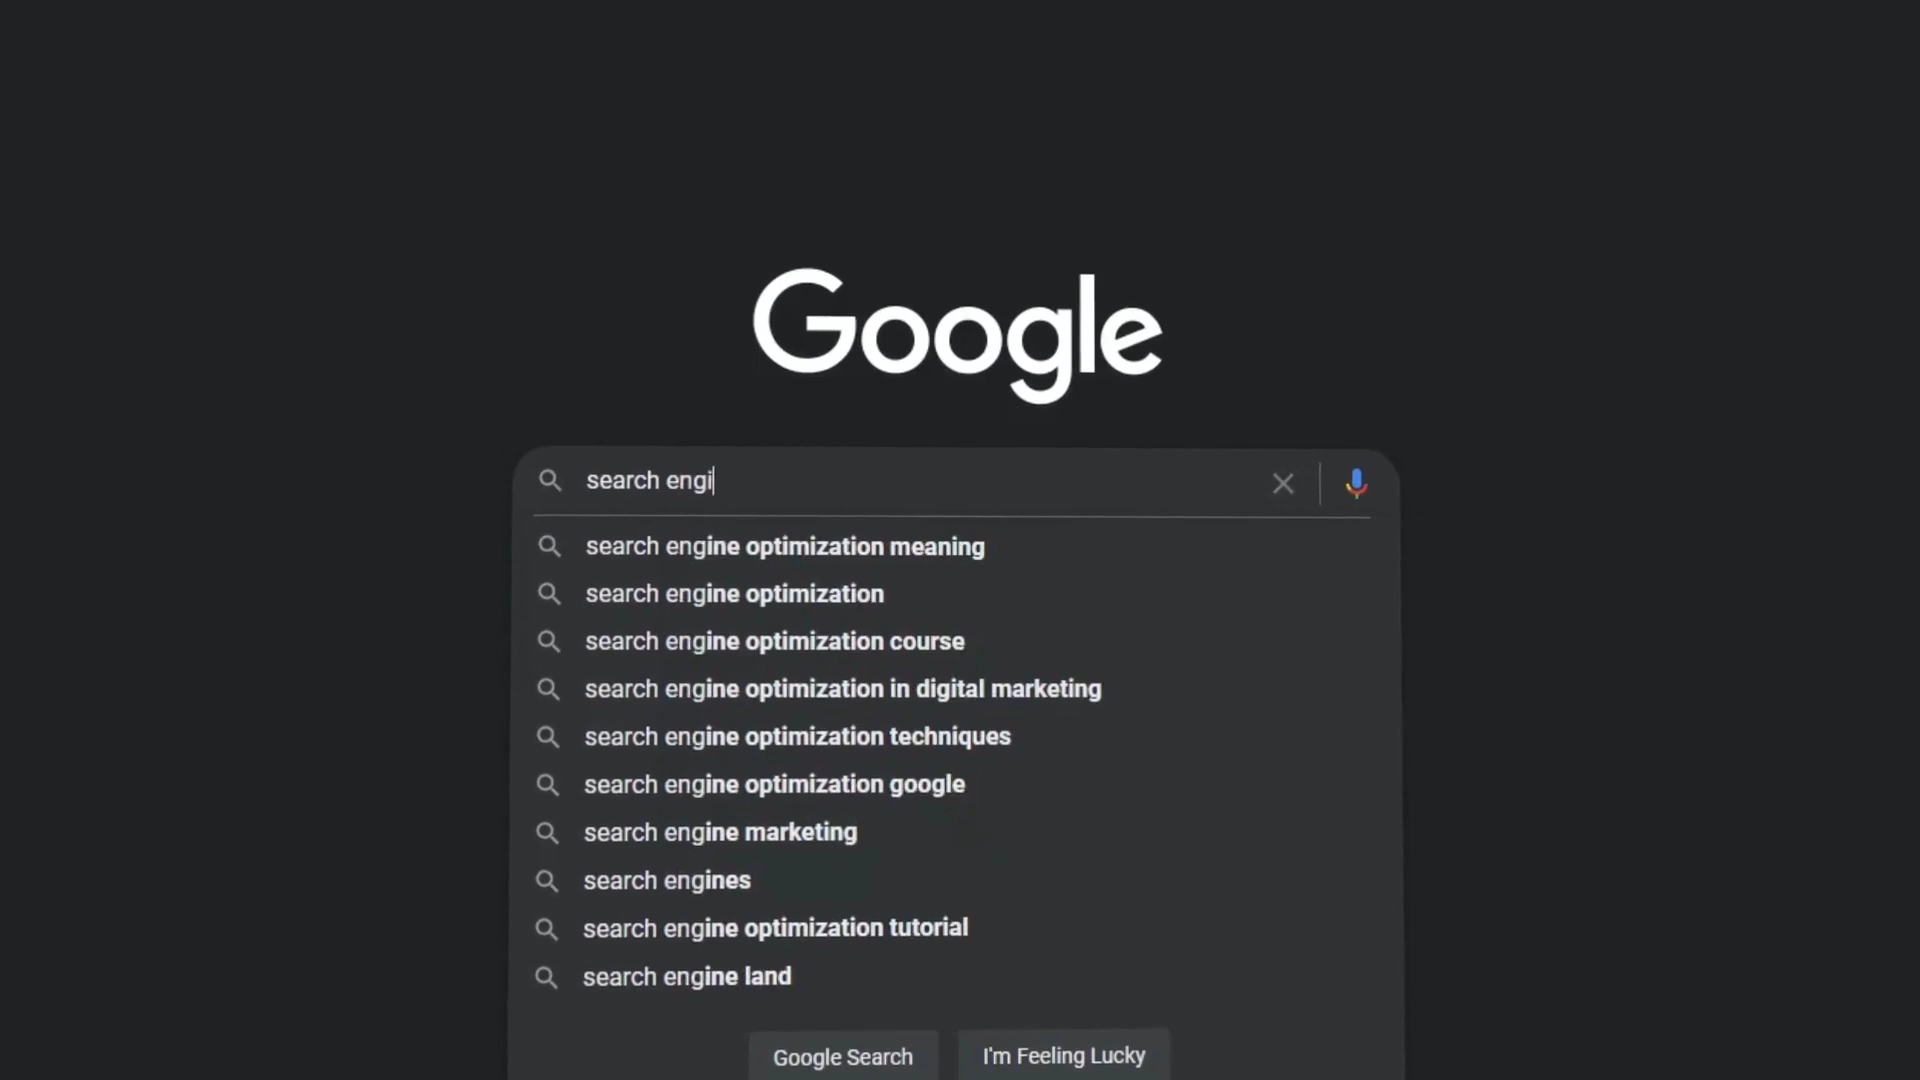 Google
search engi
search engine optimization meaning
search engine optimization
search engine optimization course
search engine optimization in digital marketing
search engine optimization techniques
search engine optimization google
search engine marketing
search engines
search engine optimization tutorial
search engine land
Google Search
I'm Feeling Lucky